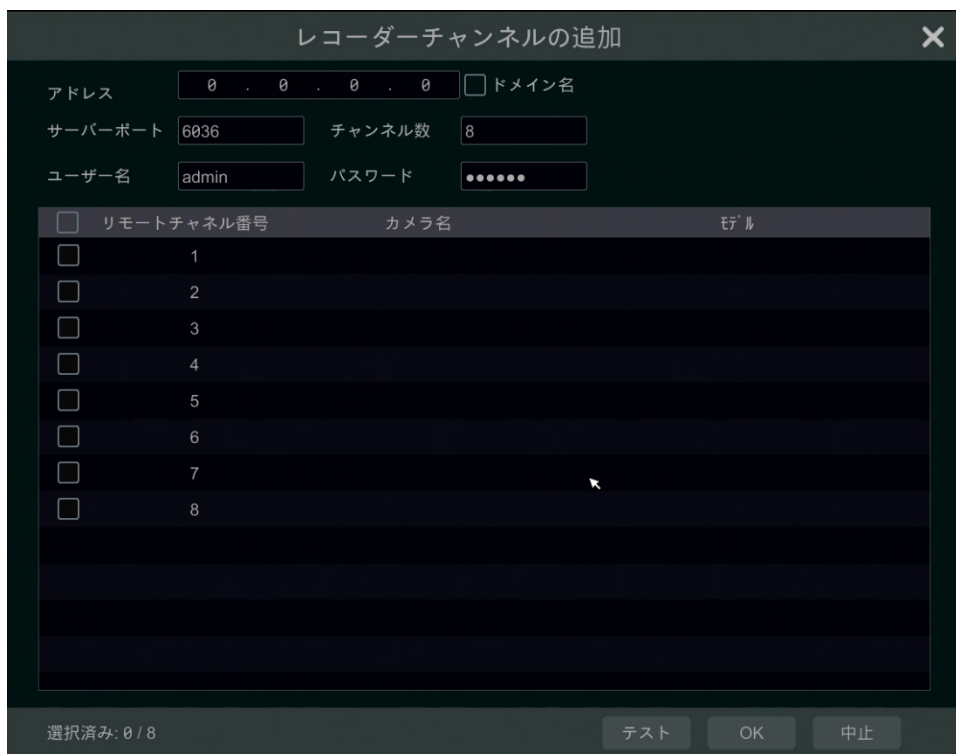 レコーダーチャンネルの追加
アドレス 0 . 0 . 0 . 0 ドメイン名
サーバーポート 6036 チャンネル数 8
ユーザー名 admin パスワード ●●●●●●
リモートチャネル番号 カメラ名 ﾓﾃﾞﾙ
1
2
3
4
5
6
7
8
選択済み: 0 / 8 テスト OK 中止